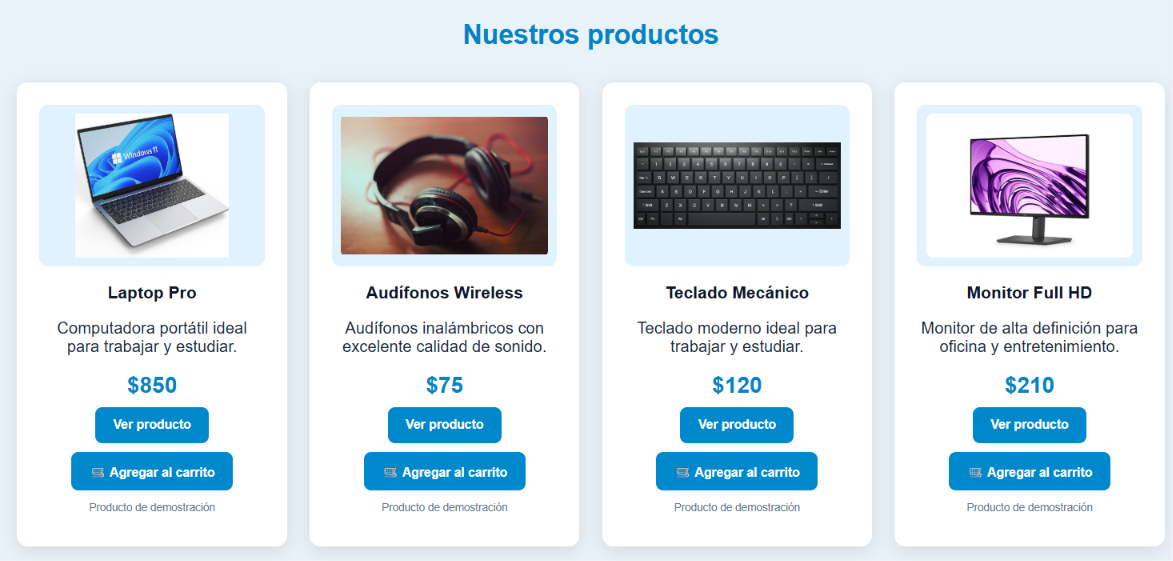 Nuestros productos
Windows 11
Laptop Pro
Computadora portátil ideal
para trabajar y estudiar.
$850
Ver producto
Agregar al carrito
Producto de demostración
Audífonos Wireless
Audífonos inalámbricos con
excelente calidad de sonido.
$75
Ver producto
Agregar al carrito
Producto de demostración
Teclado Mecánico
Teclado moderno ideal para
trabajar y estudiar.
$120
Ver producto
Agregar al carrito
Producto de demostración
Monitor Full HD
Monitor de alta definición para
oficina y entretenimiento.
$210
Ver producto
Agregar al carrito
Producto de demostración